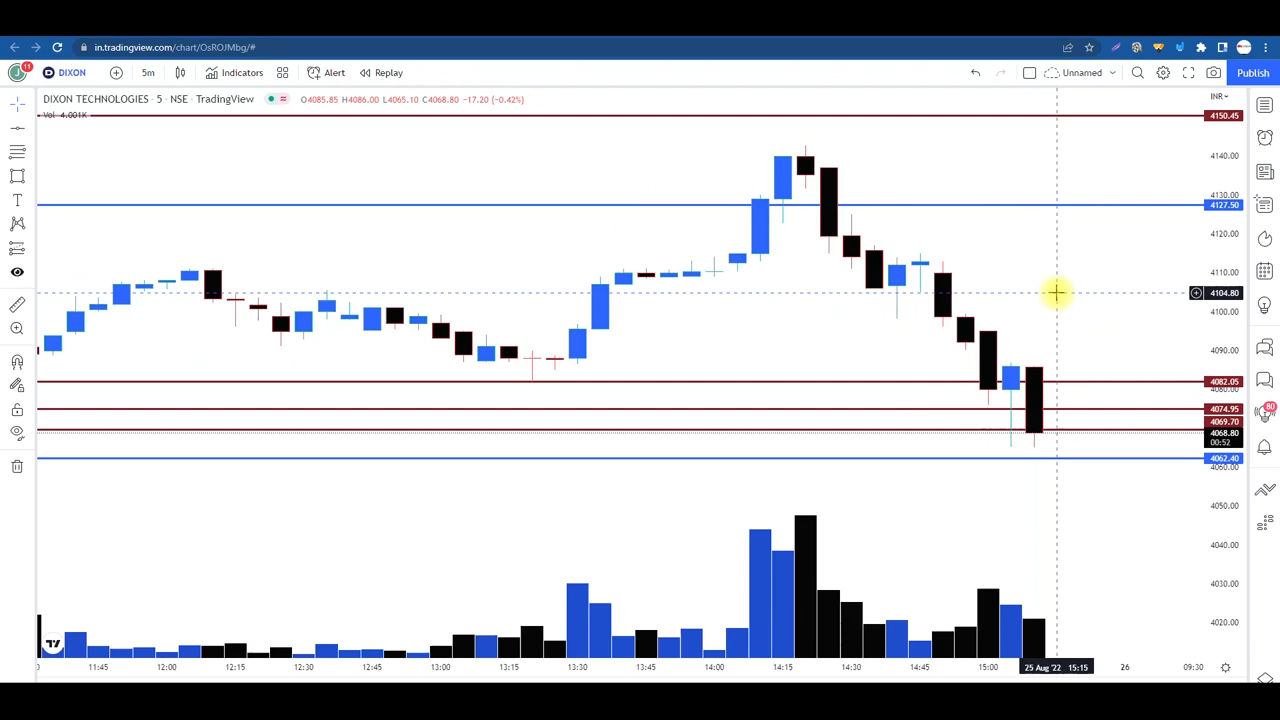 in.tradingview.com/chart/OsROJMbg/#
11
DIXON
5m
Indicators
Alert
Replay
Unnamed
Publish
DIXON TECHNOLOGIES · 5 · NSE · TradingView
O4085.85 H4086.00 L4065.10 C4068.80 −17.20 (−0.42%)
INR
Vol 4.001K
4150.45
4140.00
4130.00
4127.50
4120.00
4110.00
4104.80
4100.00
4090.00
4082.05
4080.00
4074.95
4069.70
4068.80
00:52
4062.40
4060.00
4050.00
4040.00
4030.00
4020.00
80
11:45 12:00 12:15 12:30 12:45 13:00 13:15 13:30 13:45 14:00 14:15 14:30 14:45 15:00 25 Aug '22 15:15 26 09:30